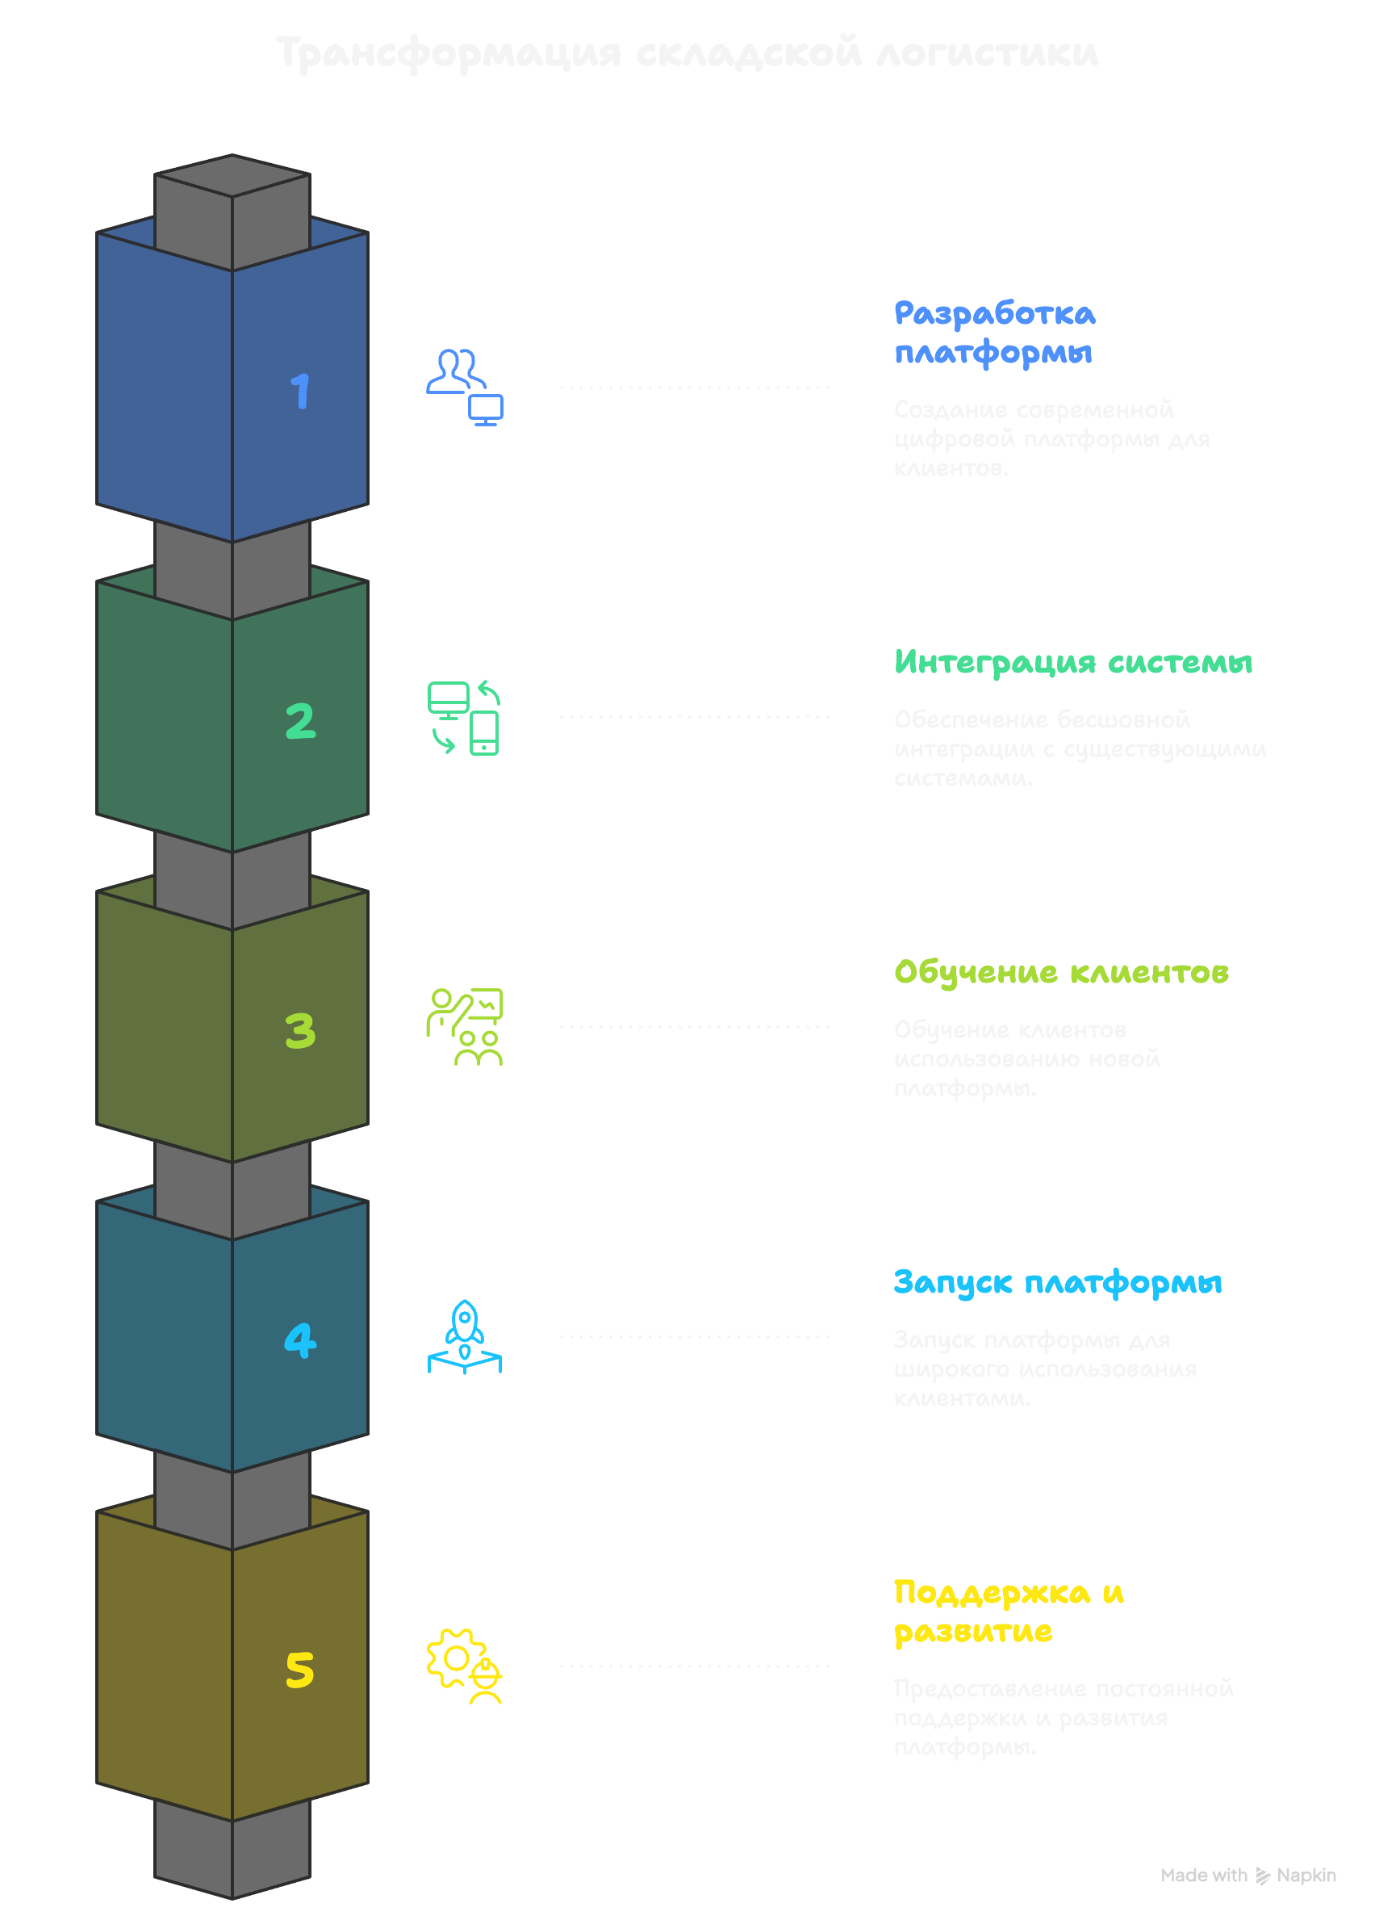 Трансформация складской логистики
1
Разработка
платформы
Создание современной
цифровой платформы для
клиентов.
2
Интеграция системы
Обеспечение бесшовной
интеграции с существующими
системами.
3
Обучение клиентов
Обучение клиентов
использованию новой
платформы.
4
Запуск платформы
Запуск платформы для
широкого использования
клиентами.
5
Поддержка и
развитие
Предоставление постоянной
поддержки и развития
платформы.
Made with Napkin